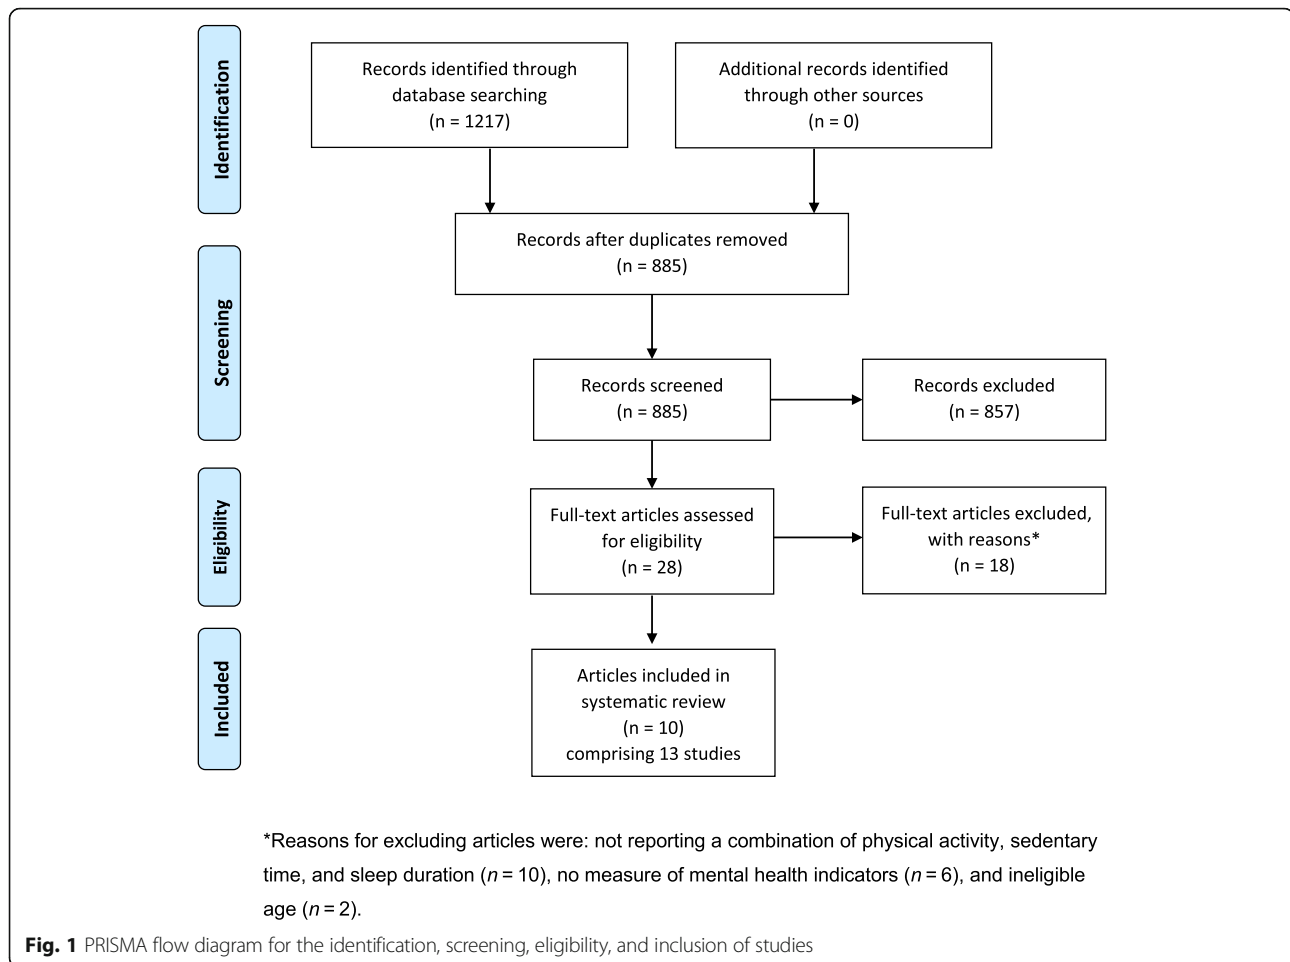 Identification
Records identified through
database searching
(n = 1217)
Additional records identified
through other sources
(n = 0)
Records after duplicates removed
(n = 885)
Screening
Records screened
(n = 885)
Records excluded
(n = 857)
Eligibility
Full-text articles assessed
for eligibility
(n = 28)
Full-text articles excluded,
with reasons*
(n = 18)
Included
Articles included in
systematic review
(n = 10)
comprising 13 studies
*Reasons for excluding articles were: not reporting a combination of physical activity, sedentary
time, and sleep duration (n = 10), no measure of mental health indicators (n = 6), and ineligible
age (n = 2).
Fig. 1 PRISMA flow diagram for the identification, screening, eligibility, and inclusion of studies